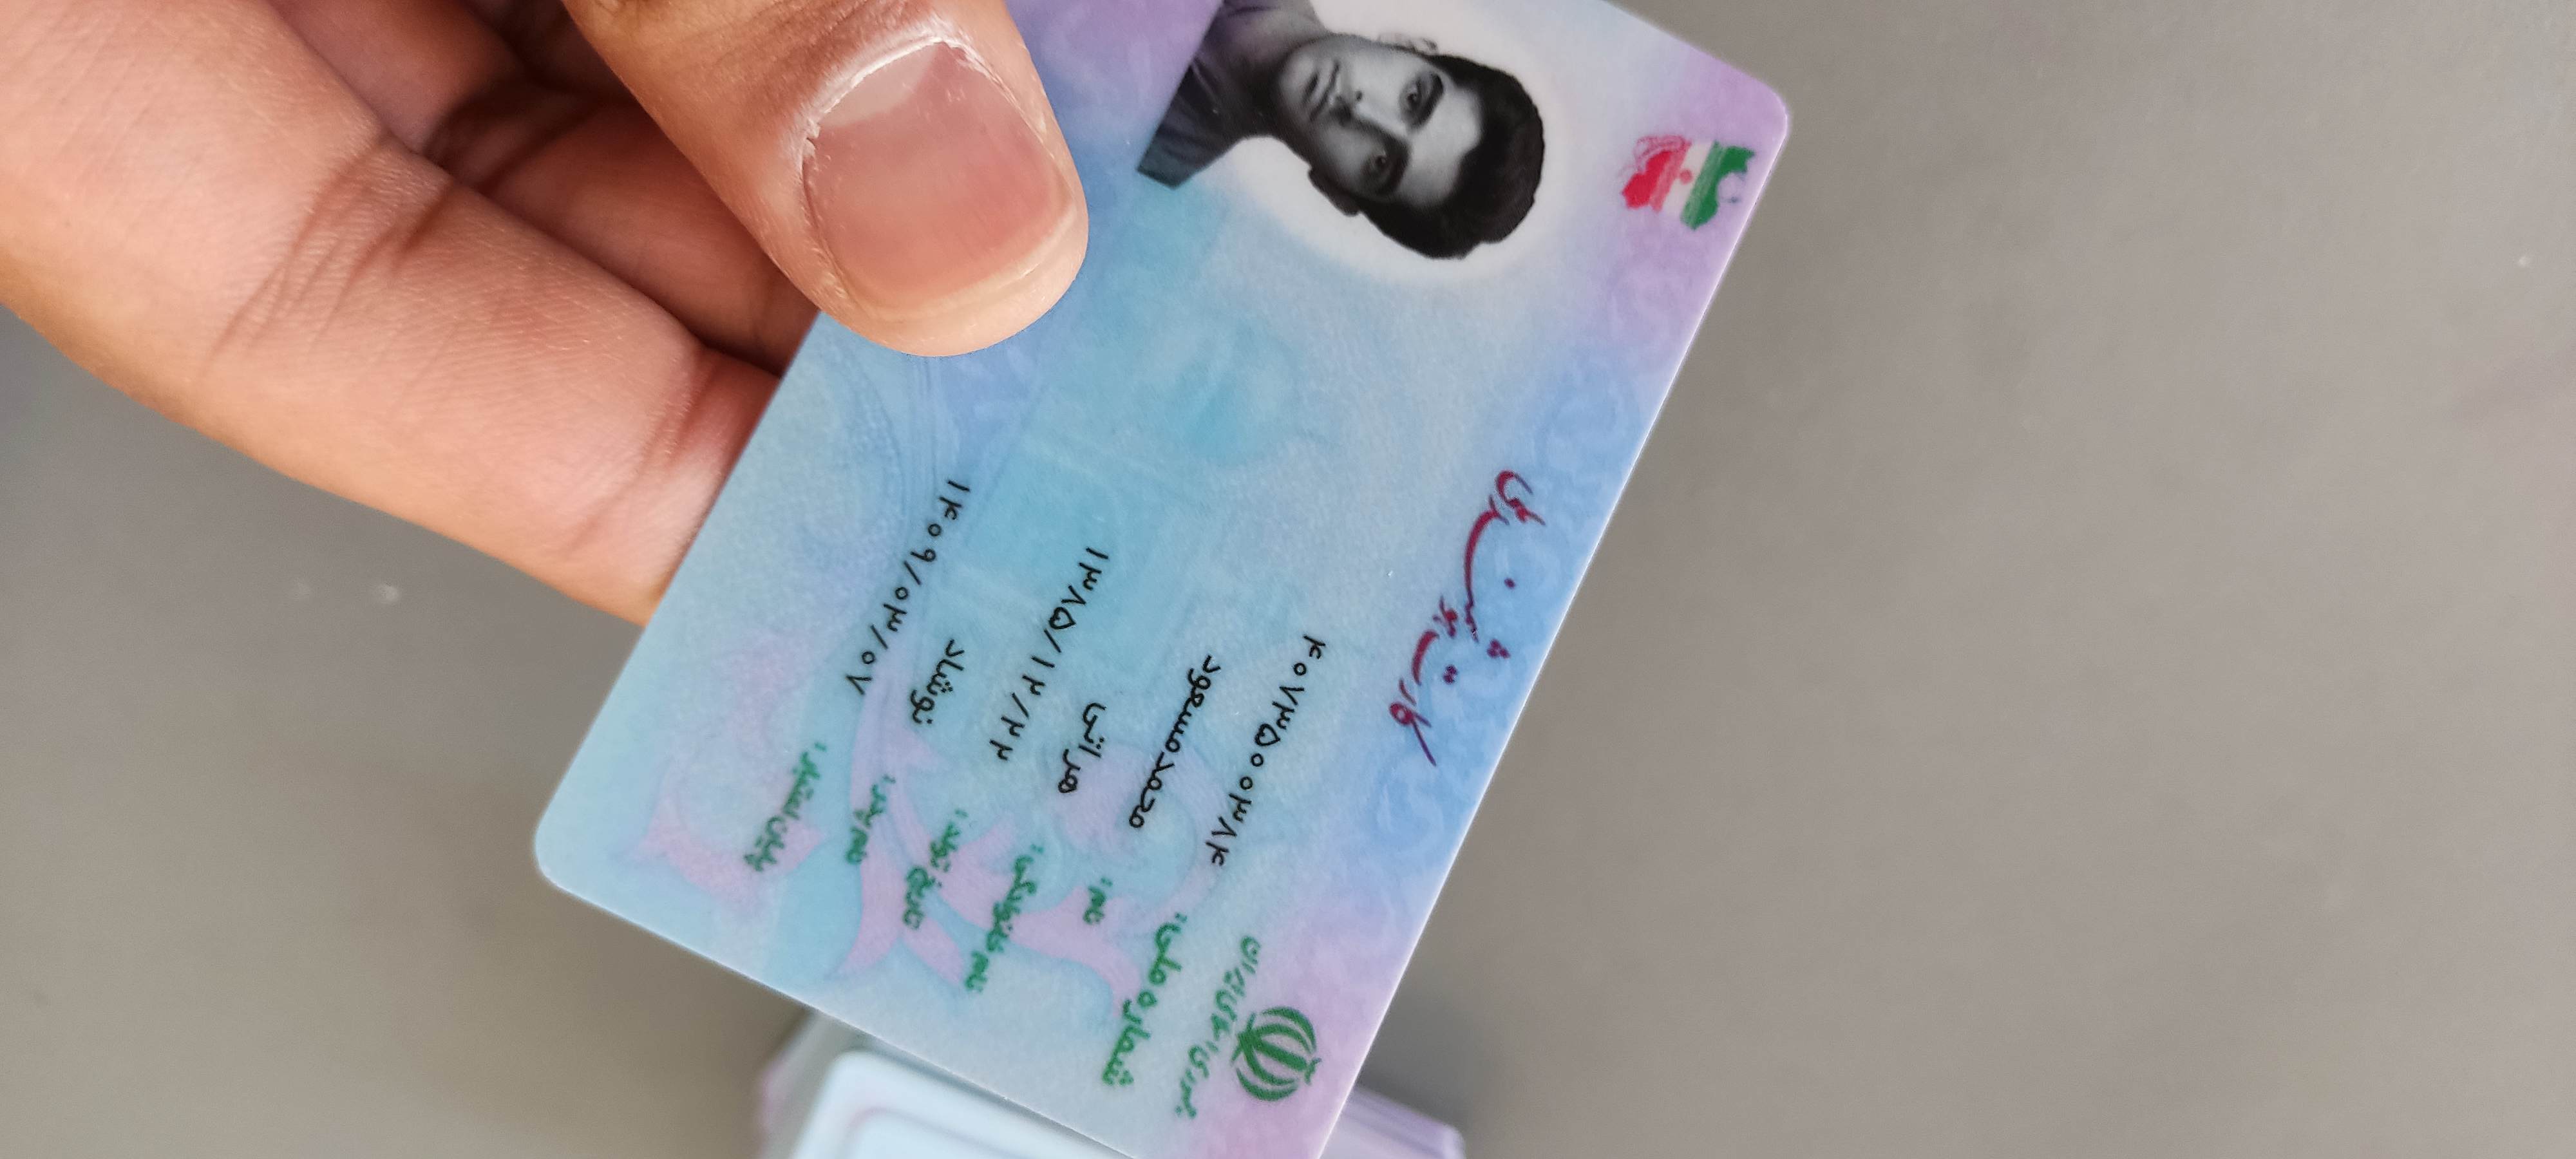 جمهوری اسلامی ایران
کارت هوشمند ملی
شماره ملی: ۴۰۷۳۵۰۰۳۸۴
نام: محمدمسعود
نام خانوادگی: هراتی
تاریخ تولد: ۱۳۸۵/۱۲/۲۲
نام پدر: نوشاد
پایان اعتبار: ۱۴۰۹/۰۳/۰۷